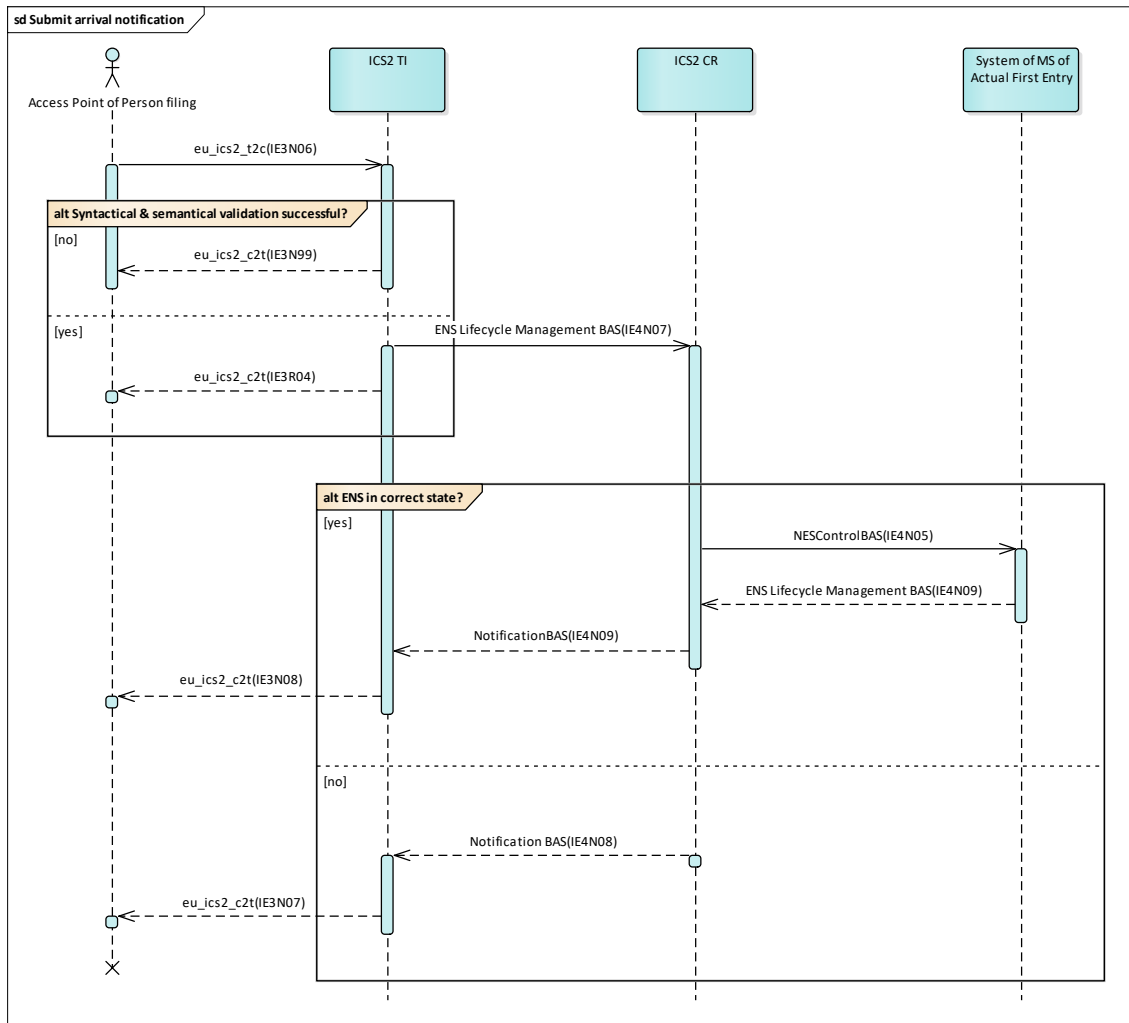 sd Submit arrival notification
ICS2 TI
ICS2 CR
System of MS of
Actual First Entry
Access Point of Person filing
eu_ics2_t2c(IE3N06)
alt Syntactical & semantical validation successful?
[no]
eu_ics2_c2t(IE3N99)
[yes]
ENS Lifecycle Management BAS(IE4N07)
eu_ics2_c2t(IE3R04)
alt ENS in correct state?
[yes]
NESControlBAS(IE4N05)
ENS Lifecycle Management BAS(IE4N09)
NotificationBAS(IE4N09)
eu_ics2_c2t(IE3N08)
[no]
Notification BAS(IE4N08)
eu_ics2_c2t(IE3N07)